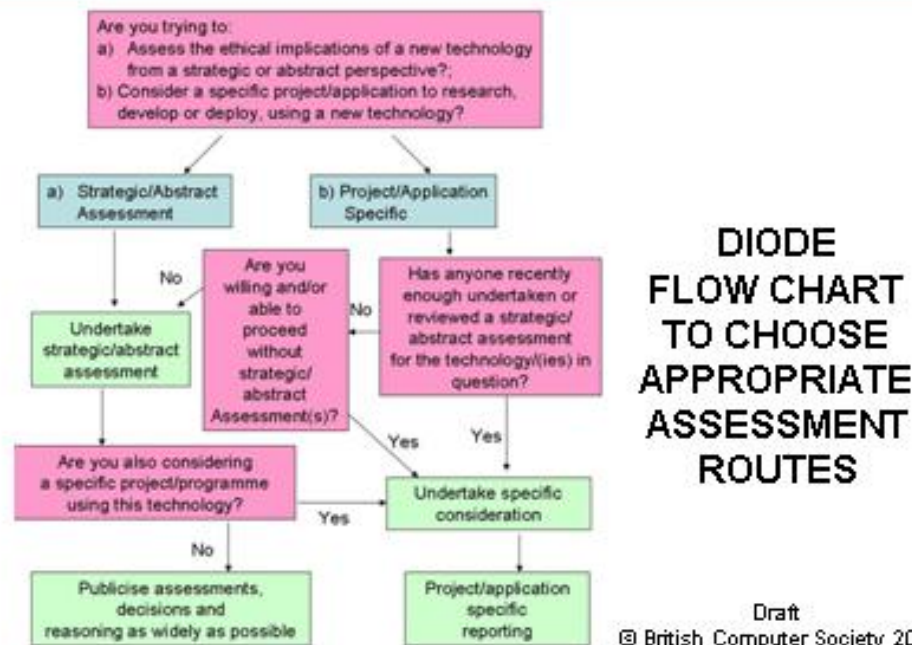 Are you trying to:
a) Assess the ethical implications of a new technology
from a strategic or abstract perspective?;
b) Consider a specific project/application to research,
develop or deploy, using a new technology?
a) Strategic/Abstract
Assessment
b) Project/Application
Specific
No
Are you
willing and/or
able to
proceed
without
strategic/
abstract
Assessment(s)?
No
Has anyone recently
enough undertaken or
reviewed a strategic/
abstract assessment
for the technology/(ies) in
question?
Undertake
strategic/abstract
assessment
Yes
Yes
Are you also considering
a specific project/programme
using this technology?
Yes
Undertake specific
consideration
No
Publicise assessments,
decisions and
reasoning as widely as possible
Project/application
specific
reporting
DIODE
FLOW CHART
TO CHOOSE
APPROPRIATE
ASSESSMENT
ROUTES
Draft
© British Computer Society 20